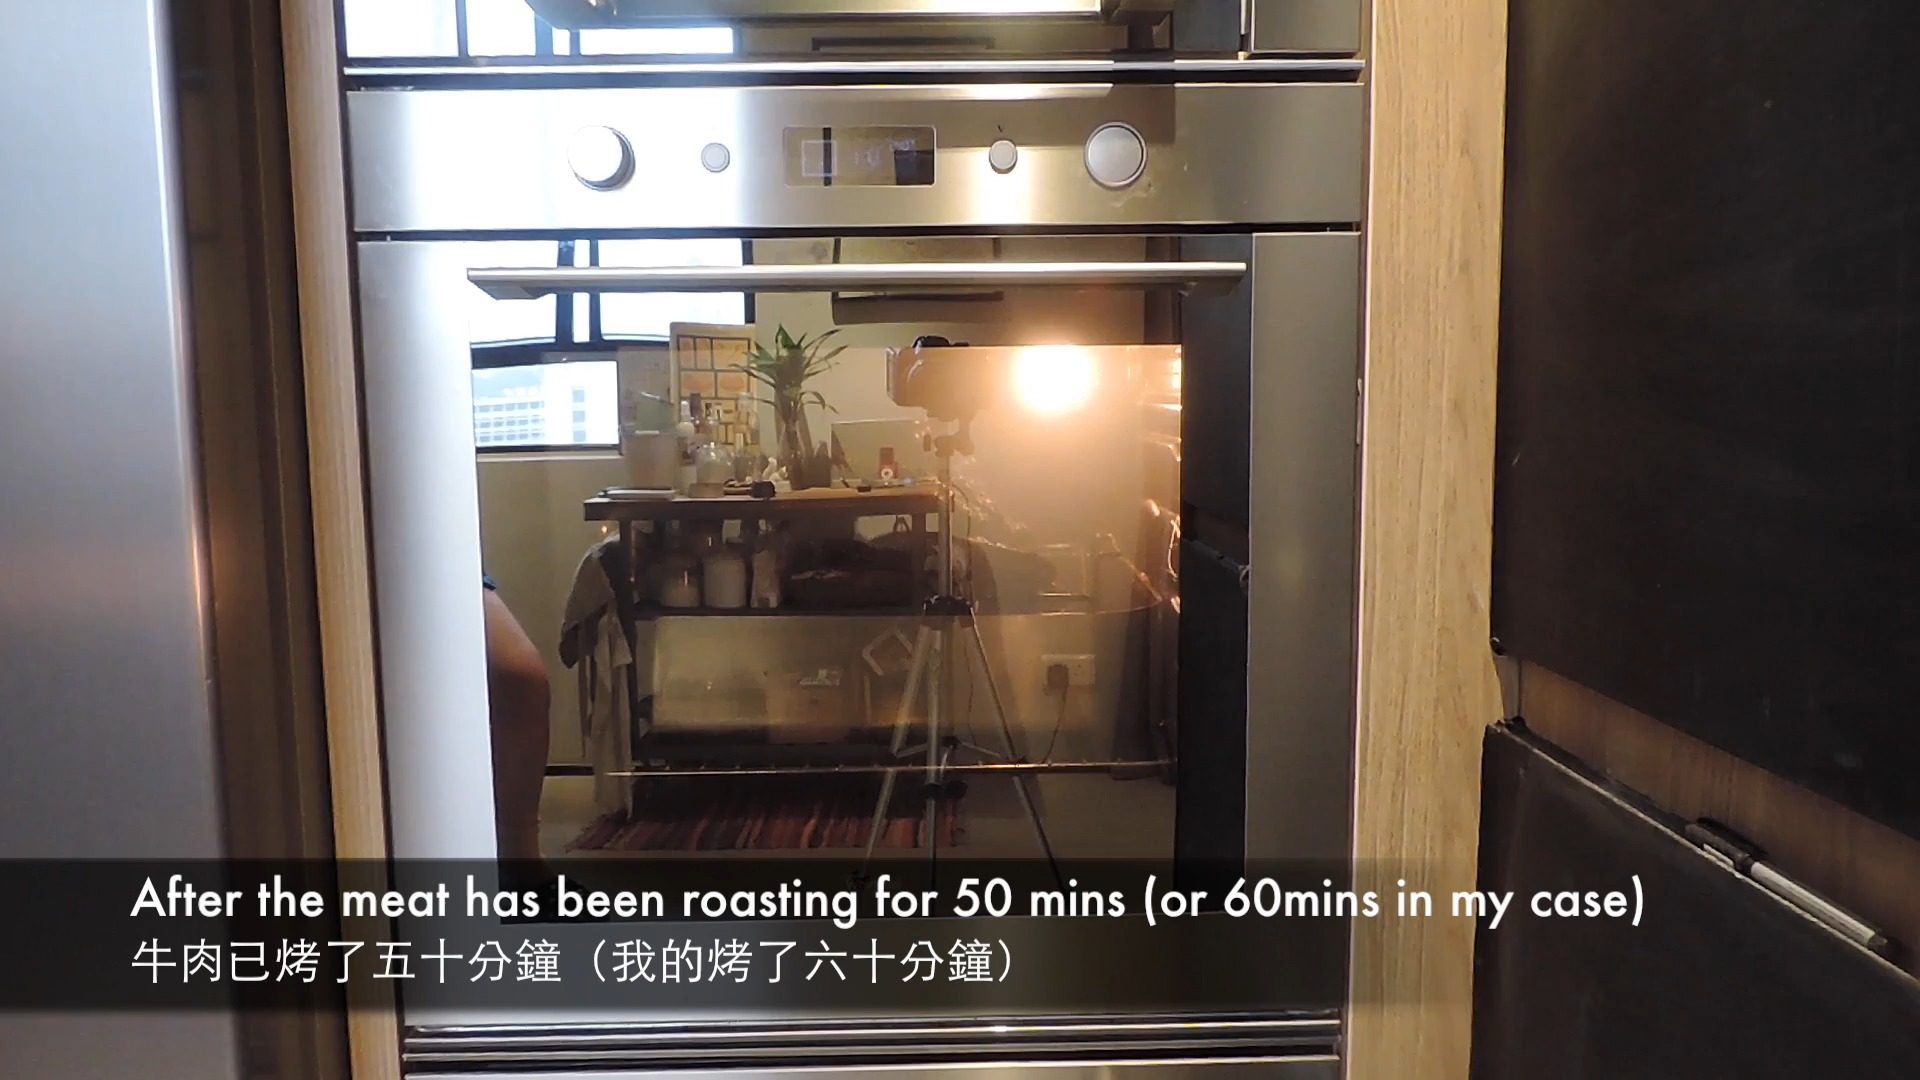 After the meat has been roasting for 50 mins (or 60mins in my case)
牛肉已烤了五十分鐘（我的烤了六十分鐘）